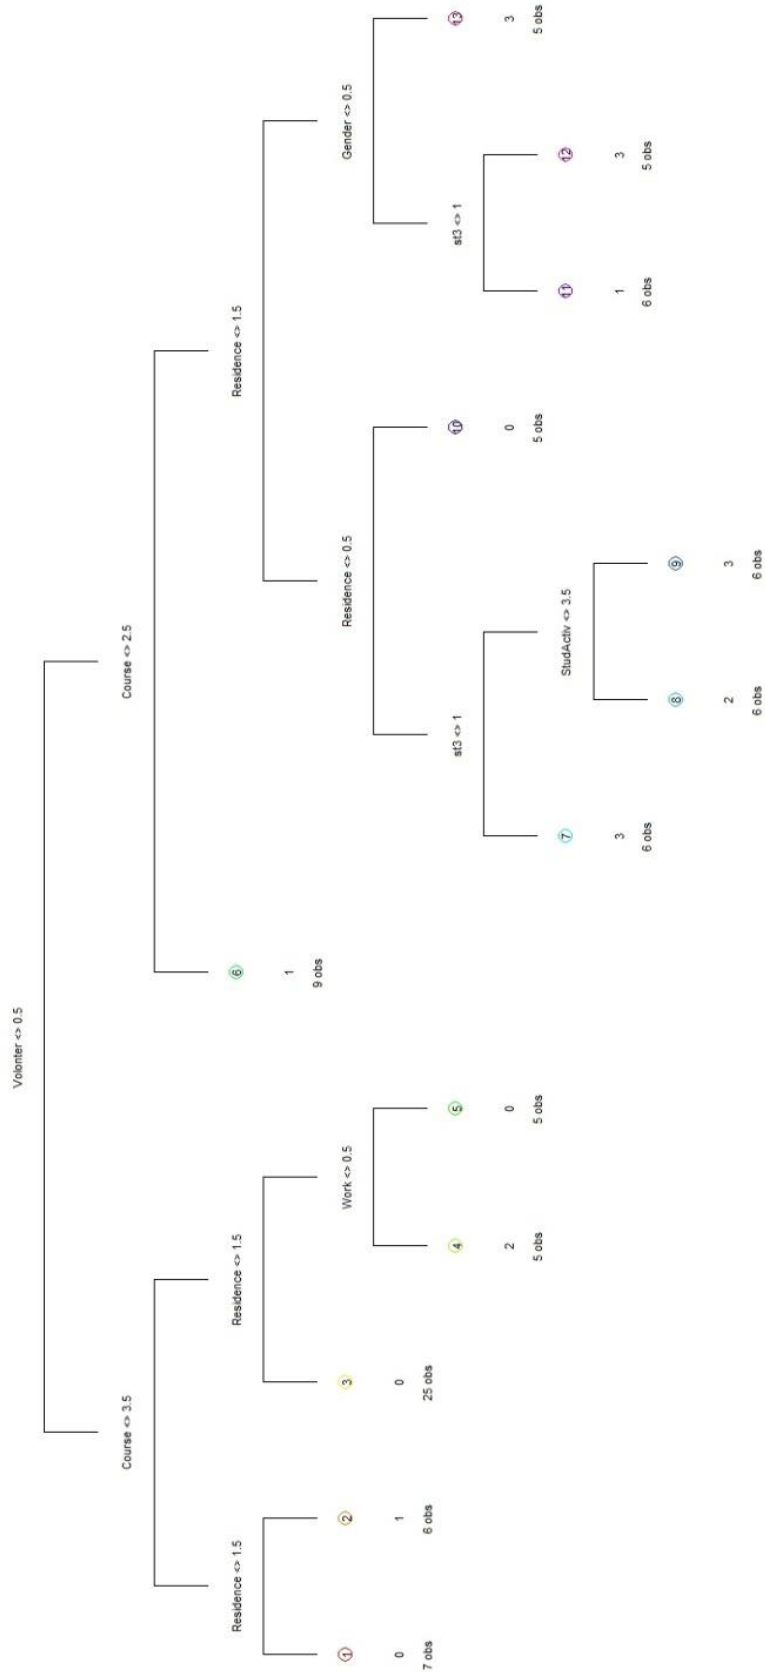 Volonter <> 0.5
Course <> 3.5
Course <> 2.5
Residence <> 1.5
Residence <> 1.5
6
Residence <> 1.5
1
9 obs
1
2
3
Work <> 0.5
Residence <> 0.5
Gender <> 0.5
0
1
0
7 obs
6 obs
25 obs
4
5
st3 <> 1
10
st3 <> 1
13
2
0
0
3
5 obs
5 obs
5 obs
5 obs
7
StudActiv <> 3.5
11
12
3
1
3
6 obs
6 obs
5 obs
8
9
2
3
6 obs
6 obs